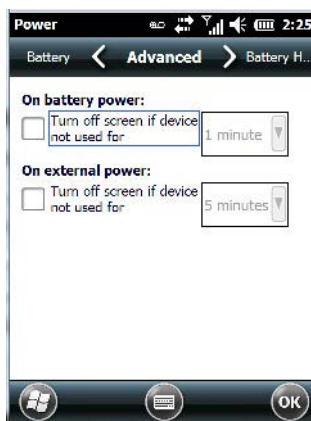 Power 2:25
Battery Advanced Battery H...
On battery power:
Turn off screen if device
not used for
1 minute
On external power:
Turn off screen if device
not used for
5 minutes
OK